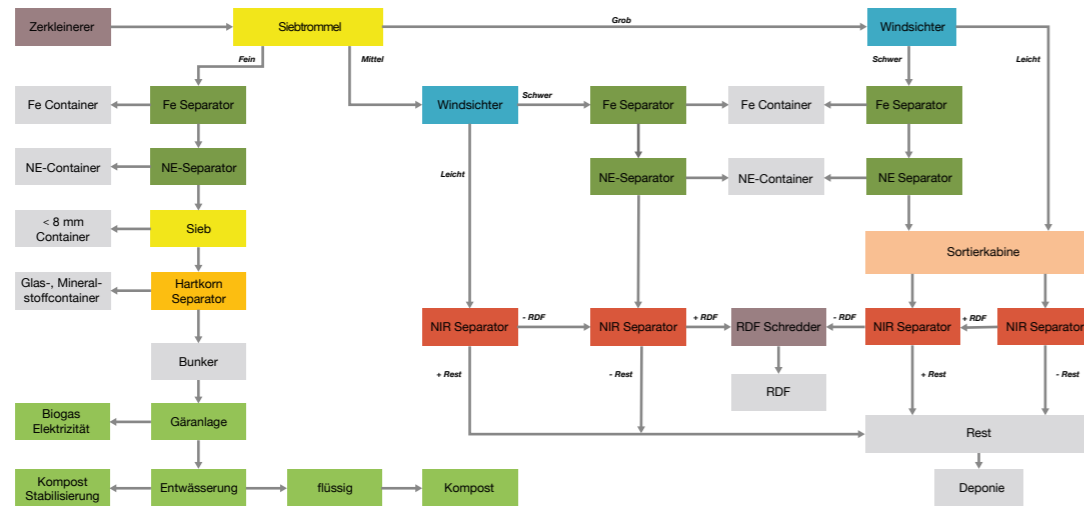 Zerkleinerer
Siebtrommel
Grob
Windsichter
Fein
Mittel
Schwer
Leicht
Fe Container
Fe Separator
Windsichter
Schwer
Fe Separator
Fe Container
Fe Separator
NE-Container
NE-Separator
Leicht
NE-Separator
NE-Container
NE Separator
< 8 mm
Container
Sieb
Sortierkabine
Glas-, Mineral-
stoffcontainer
Hartkorn
Separator
NIR Separator
- RDF
NIR Separator
+ RDF
RDF Schredder
- RDF
NIR Separator
+ RDF
NIR Separator
Bunker
+ Rest
- Rest
RDF
+ Rest
- Rest
Biogas
Elektrizität
Gäranlage
Rest
Kompost
Stabilisierung
Entwässerung
flüssig
Kompost
Deponie